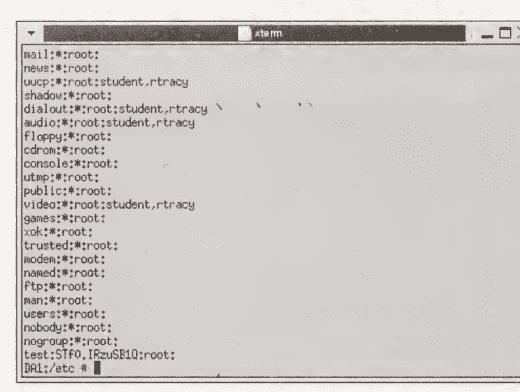 xterm
mail:*:root:
news:*:root:
uucp:*:root:student,rtracy
shadow:*:root:
dialout:*:root:student,rtracy
audio:*:root:student,rtracy
floppy:*:root:
cdrom:*:root:
console:*:root:
utmp:*:root:
public:*:root:
video:*:root:student,rtracy
games:*:root:
xok:*:root:
trusted:*:root:
modem:*:root:
named:*:root:
ftp:*:root:
man:*:root:
users:*:root:
nobody:*:root:
nogroup:*:root:
test:STfO.IRzuSB1Q:root:
DA1:/etc #